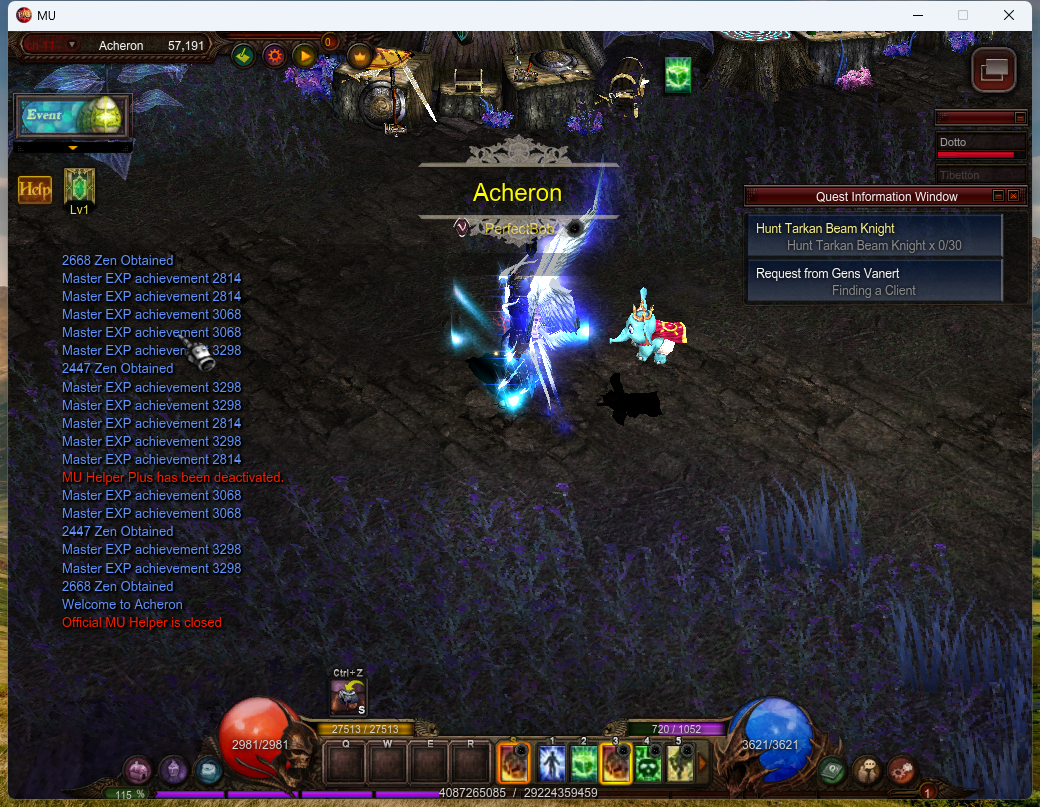 MU
Acheron 57,191
0
Event
Help
Lv1
Acheron
PerfectBob
Dotto
Tibetton
Quest Information Window
Hunt Tarkan Beam Knight
Hunt Tarkan Beam Knight x 0/30
Request from Gens Vanert
Finding a Client
2668 Zen Obtained
Master EXP achievement 2814
Master EXP achievement 2814
Master EXP achievement 3068
Master EXP achievement 3068
Master EXP achievement 3298
2447 Zen Obtained
Master EXP achievement 3298
Master EXP achievement 3298
Master EXP achievement 2814
Master EXP achievement 3298
Master EXP achievement 2814
MU Helper Plus has been deactivated.
Master EXP achievement 3068
Master EXP achievement 3068
2447 Zen Obtained
Master EXP achievement 3298
Master EXP achievement 3298
2668 Zen Obtained
Welcome to Acheron
Official MU Helper is closed
Ctrl+Z
S
27513 / 27513
720 / 1052
Q W E R 1 2 3 4 5
2981/2981
3621/3621
115 %
4087265085 / 29224359459
1